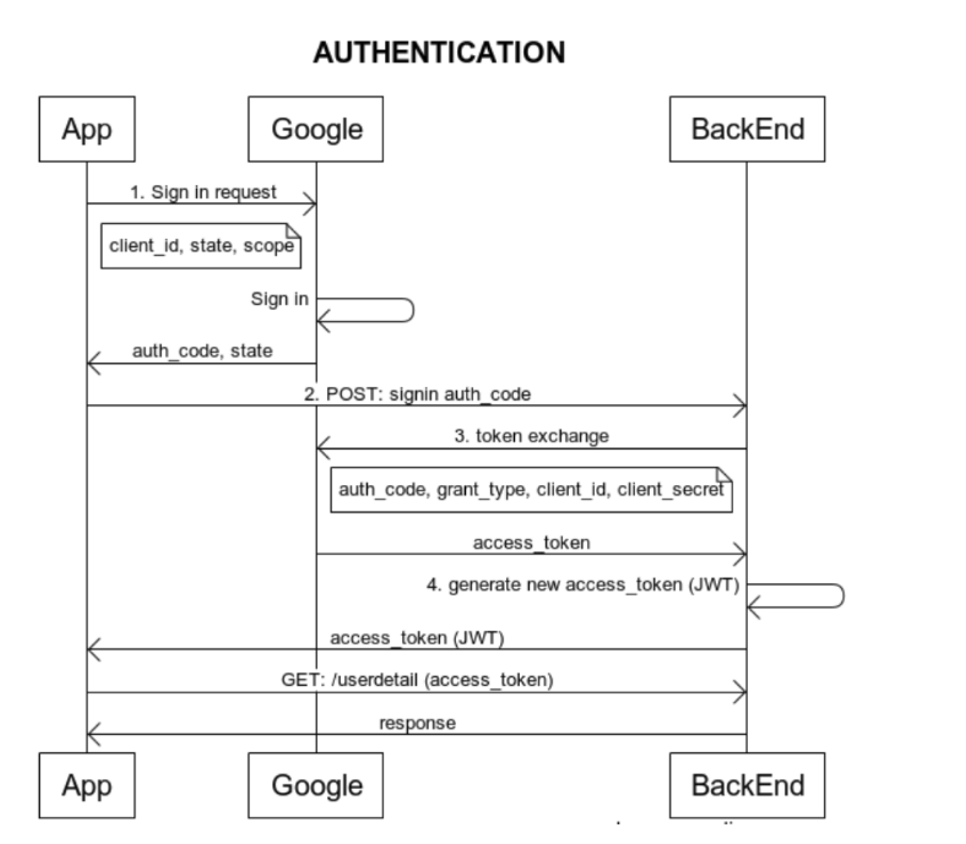 AUTHENTICATION
App
Google
BackEnd
1. Sign in request
client_id, state, scope
Sign in
auth_code, state
2. POST: signin auth_code
3. token exchange
auth_code, grant_type, client_id, client_secret
access_token
4. generate new access_token (JWT)
access_token (JWT)
GET: /userdetail (access_token)
response
App
Google
BackEnd